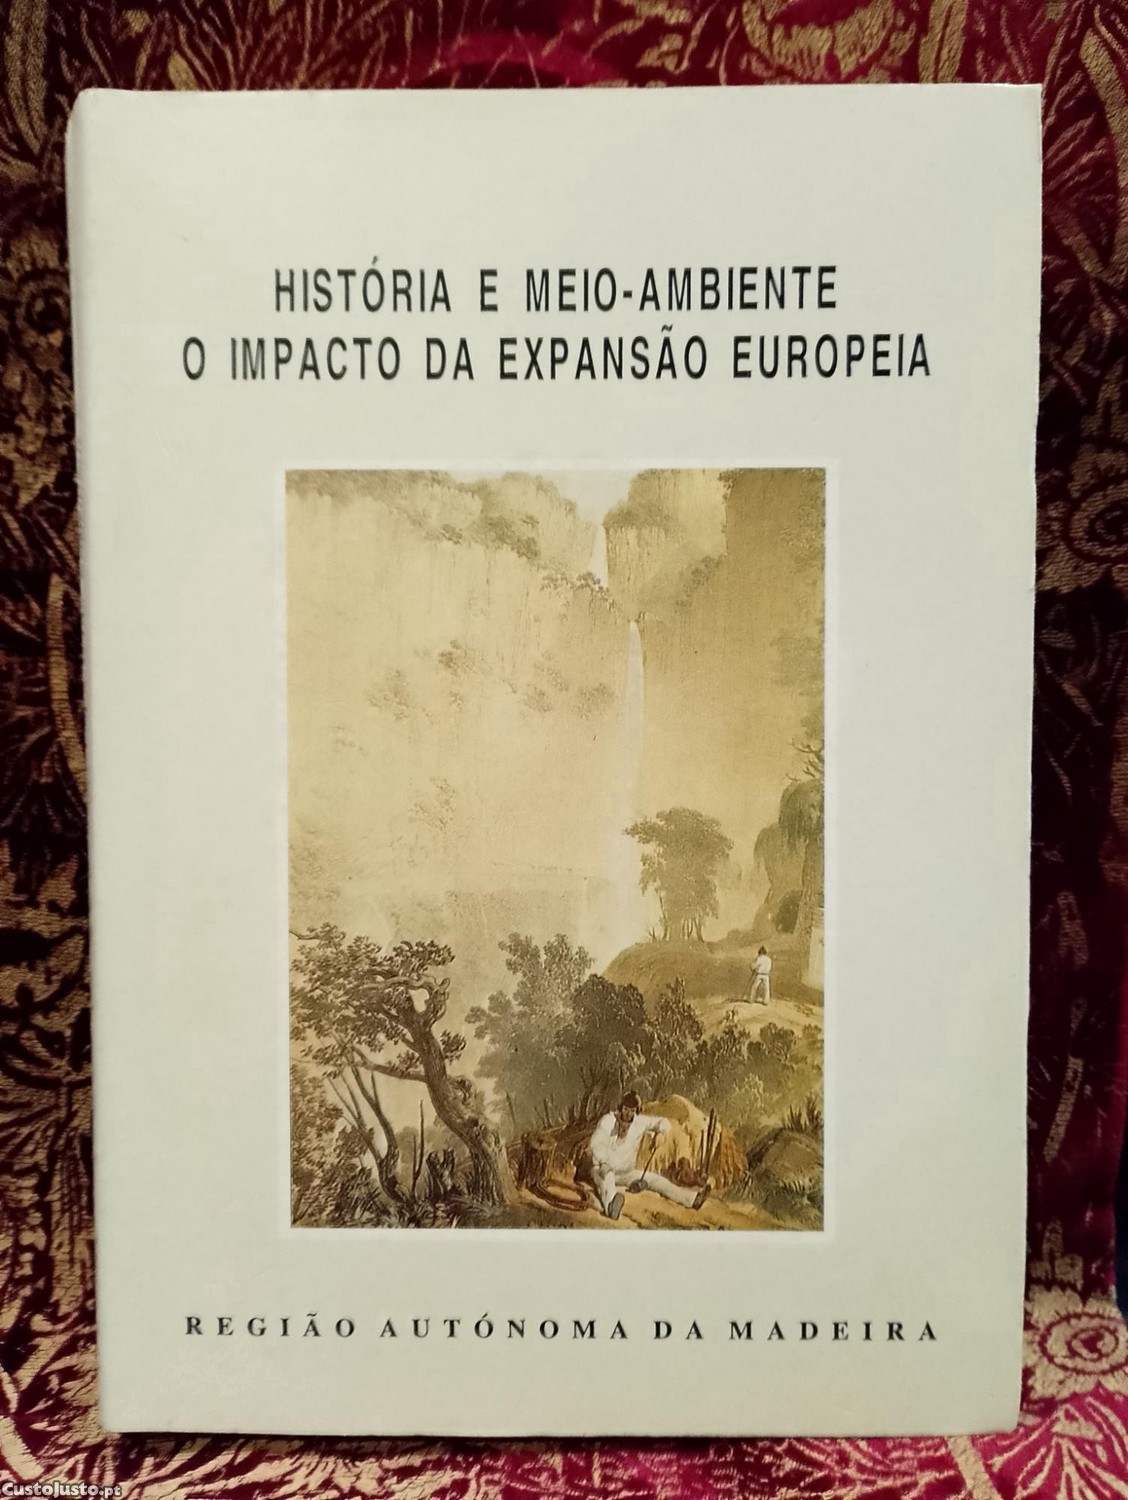 HISTÓRIA E MEIO-AMBIENTE
O IMPACTO DA EXPANSÃO EUROPEIA
REGIÃO AUTÓNOMA DA MADEIRA
CustoJusto.pt